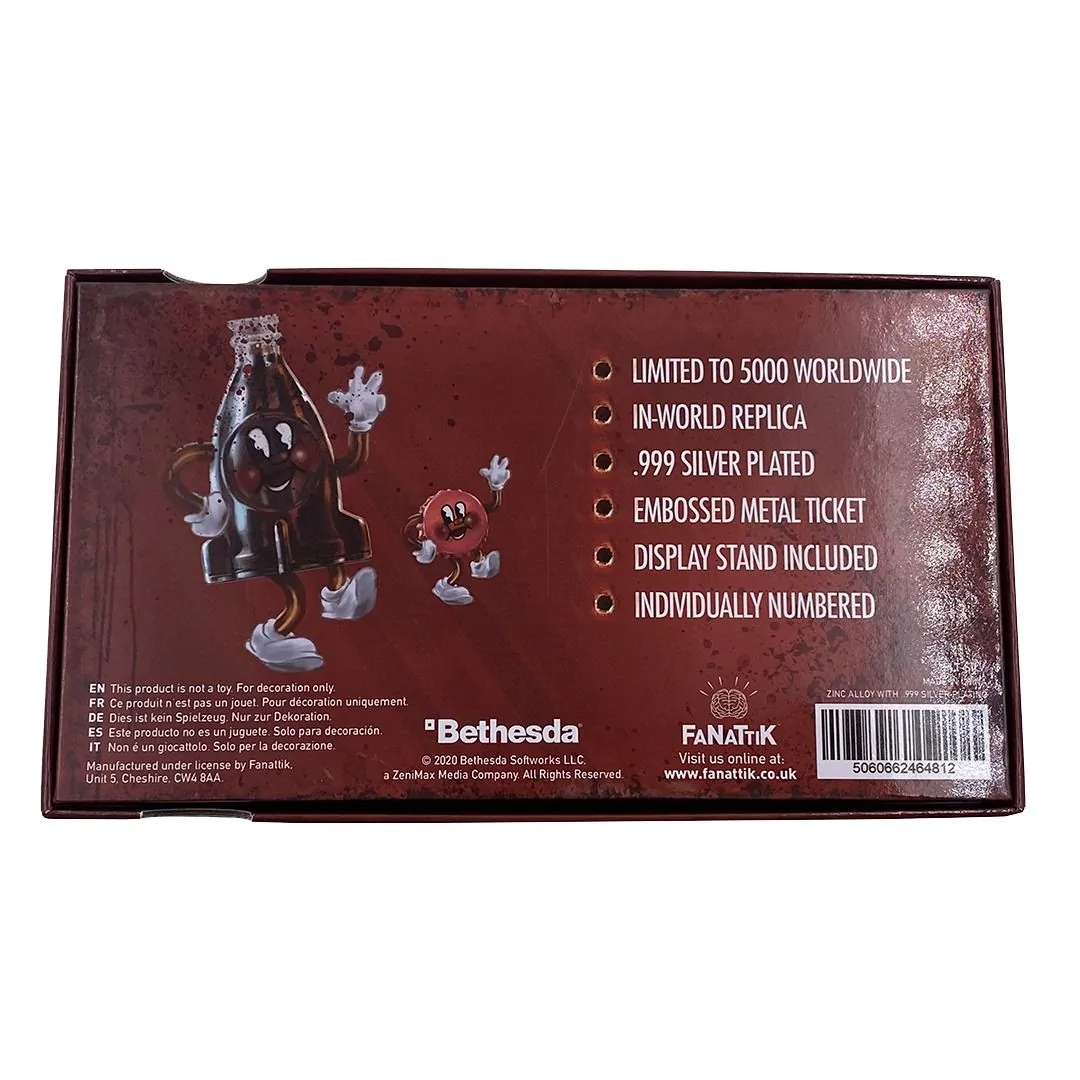 LIMITED TO 5000 WORLDWIDE
IN-WORLD REPLICA
.999 SILVER PLATED
EMBOSSED METAL TICKET
DISPLAY STAND INCLUDED
INDIVIDUALLY NUMBERED
EN This product is not a toy. For decoration only.
FR Ce produit n'est pas un jouet. Pour décoration uniquement.
DE Dies ist kein Spielzeug. Nur zur Dekoration.
ES Este producto no es un juguete. Solo para decoración.
IT Non é un giocattolo. Solo per la decorazione.
Manufactured under license by Fanattik,
Unit 5, Cheshire, CW4 8AA.
Bethesda
© 2020 Bethesda Softworks LLC,
a ZeniMax Media Company. All Rights Reserved.
FANATTIK
Visit us online at:
www.fanattik.co.uk
ZINC ALLOY WITH .999 SILVER PLATING
5060662464812